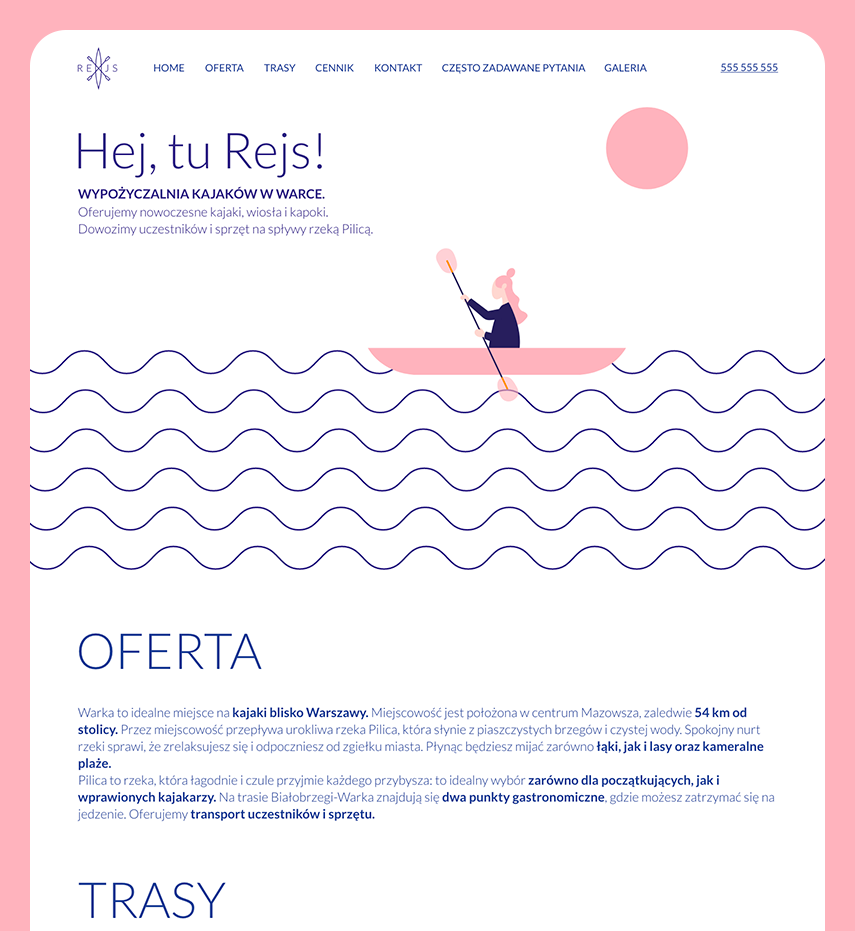 REJS
HOME OFERTA TRASY CENNIK KONTAKT CZĘSTO ZADAWANE PYTANIA GALERIA 555 555 555
Hej, tu Rejs!
WYPOŻYCZALNIA KAJAKÓW W WARCE.
Oferujemy nowoczesne kajaki, wiosła i kapoki.
Dowozimy uczestników i sprzęt na spływy rzeką Pilicą.
OFERTA
Warka to idealne miejsce na kajaki blisko Warszawy. Miejscowość jest położona w centrum Mazowsza, zaledwie 54 km od
stolicy. Przez miejscowość przepływa urokliwa rzeka Pilica, która słynie z piaszczystych brzegów i czystej wody. Spokojny nurt
rzeki sprawi, że zrelaksujesz się i odpoczniesz od zgiełku miasta. Płynąc będziesz mijać zarówno łąki, jak i lasy oraz kameralne
plaże.
Pilica to rzeka, która łagodnie i czule przyjmie każdego przybysza: to idealny wybór zarówno dla początkujących, jak i
wprawionych kajakarzy. Na trasie Białobrzegi-Warka znajdują się dwa punkty gastronomiczne, gdzie możesz zatrzymać się na
jedzenie. Oferujemy transport uczestników i sprzętu.
TRASY